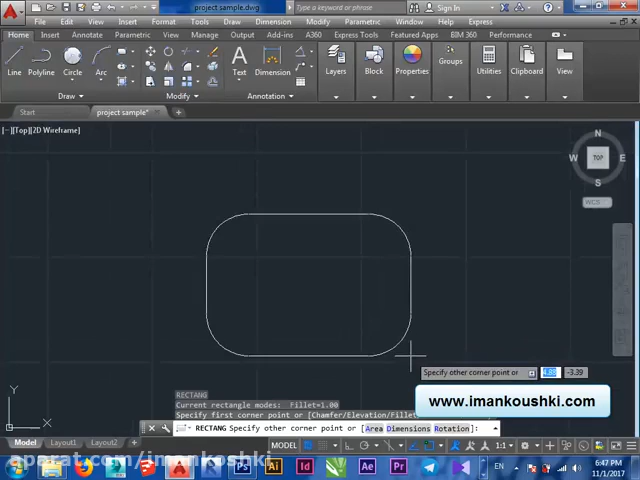 project sample.dwg
Type a keyword or phrase
Sign In
File Edit View Insert Format Tools Draw Dimension Modify Parametric Window Help Express
Home Insert Annotate Parametric View Manage Output Add-ins A360 Express Tools Featured Apps BIM 360 Performance
Line Polyline Circle Arc Text Dimension Layers Block Properties Groups Utilities Clipboard View
Draw Modify Annotation
Start project sample*
[−][Top][2D Wireframe]
N
W TOP E
S
WCS
Specify other corner point or -3.39
RECTANG
Current rectangle modes: Fillet=1.00
Specify first corner point or [Chamfer/Elevation/Fillet
www.imankoushki.com
Y
X
RECTANG Specify other corner point or [Area Dimensions Rotation]:
Model Layout1 Layout2 MODEL 1:1
aparat.com/imankoushki
EN 6:47 PM
11/1/2017